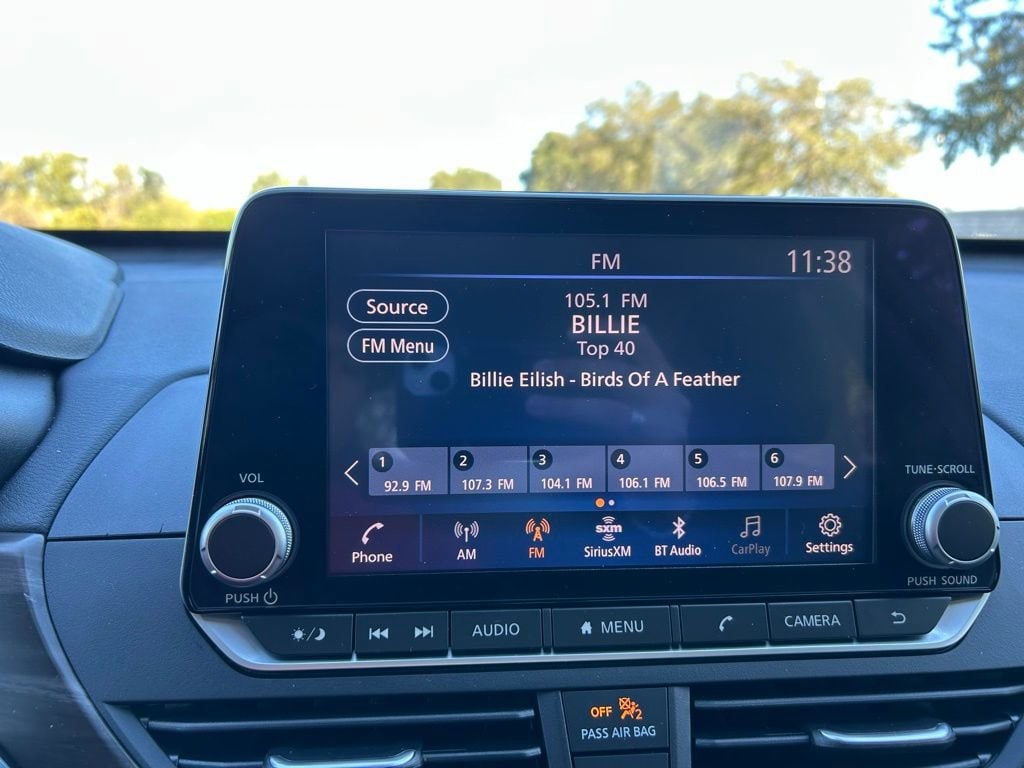 FM
11:38
Source
FM Menu
105.1 FM
BILLIE
Top 40
Billie Eilish - Birds Of A Feather
1 2 3 4 5 6
92.9 FM 107.3 FM 104.1 FM 106.1 FM 106.5 FM 107.9 FM
Phone AM FM sxm SiriusXM BT Audio CarPlay Settings
VOL
PUSH
TUNE·SCROLL
PUSH SOUND
AUDIO MENU CAMERA
OFF 2
PASS AIR BAG